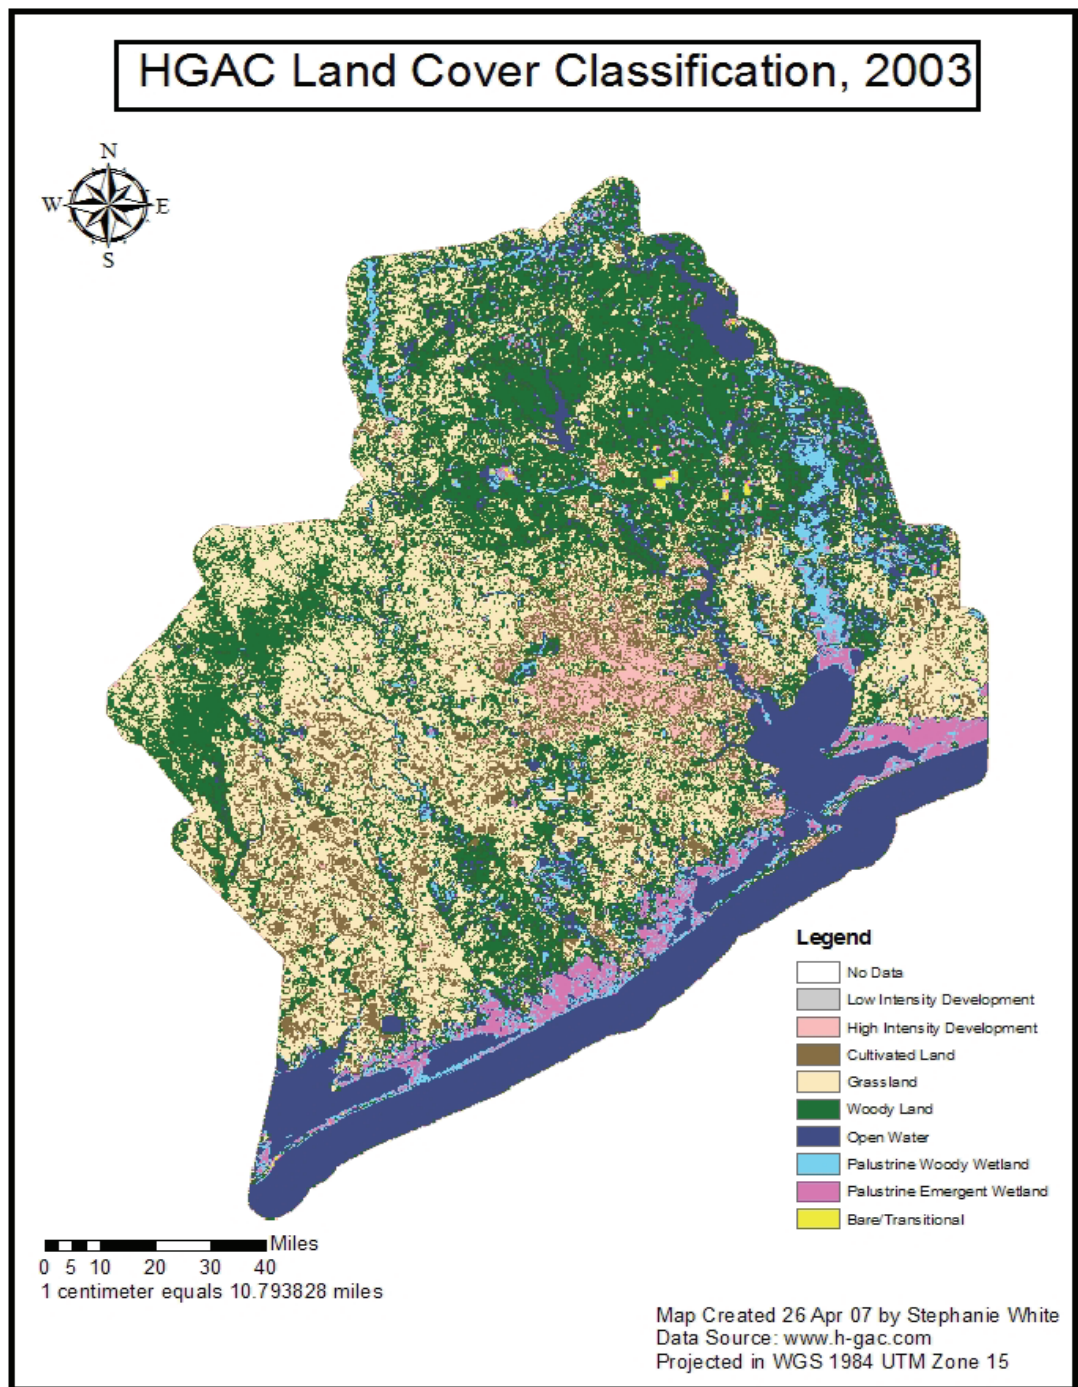 HGAC Land Cover Classification, 2003
N
W E
S
Legend
No Data
Low Intensity Development
High Intensity Development
Cultivated Land
Grassland
Woody Land
Open Water
Palustrine Woody Wetland
Palustrine Emergent Wetland
Bare/Transitional
Miles
0 5 10 20 30 40
1 centimeter equals 10.793828 miles
Map Created 26 Apr 07 by Stephanie White
Data Source: www.h-gac.com
Projected in WGS 1984 UTM Zone 15